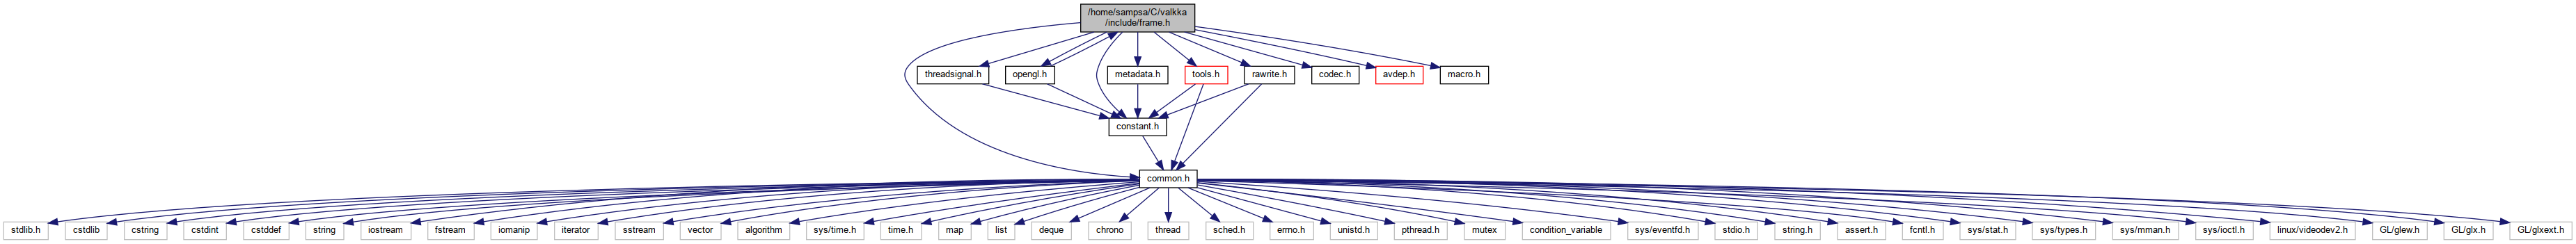 /home/sampsa/C/valkka
/include/frame.h
threadsignal.h
opengl.h
metadata.h
tools.h
rawrite.h
codec.h
avdep.h
macro.h
constant.h
common.h
stdlib.h
cstdlib
cstring
cstdint
cstddef
string
iostream
fstream
iomanip
iterator
sstream
vector
algorithm
sys/time.h
time.h
map
list
deque
chrono
thread
sched.h
errno.h
unistd.h
pthread.h
mutex
condition_variable
sys/eventfd.h
stdio.h
string.h
assert.h
fcntl.h
sys/stat.h
sys/types.h
sys/mman.h
sys/ioctl.h
linux/videodev2.h
GL/glew.h
GL/glx.h
GL/glxext.h